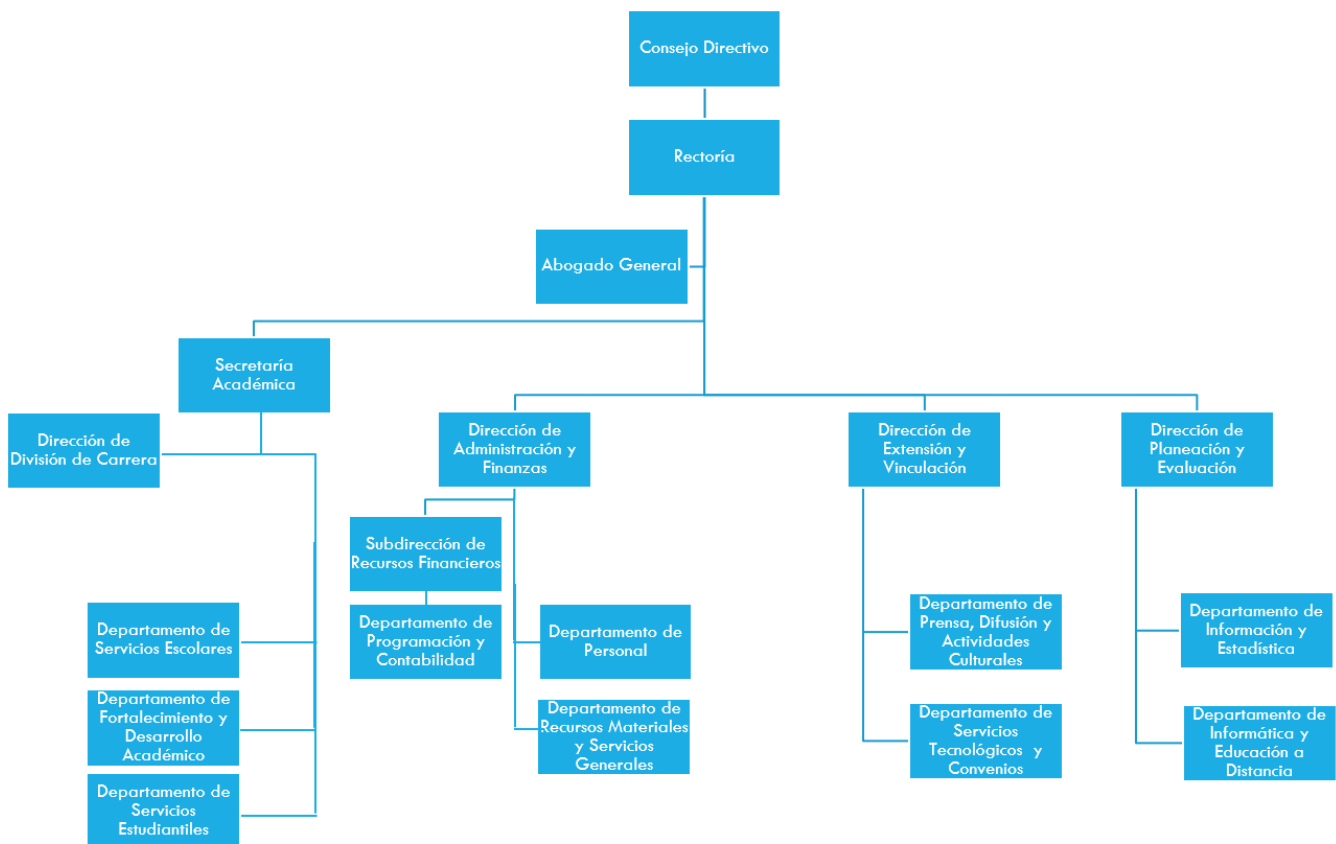 Consejo Directivo
Rectoría
Abogado General
Secretaría
Académica
Dirección de
División de Carrera
Dirección de
Administración y
Finanzas
Dirección de
Extensión y
Vinculación
Dirección de
Planeación y
Evaluación
Subdirección de
Recursos Financieros
Departamento de
Servicios Escolares
Departamento de
Programación y
Contabilidad
Departamento de
Personal
Departamento de
Prensa, Difusión y
Actividades
Culturales
Departamento de
Información y
Estadística
Departamento de
Fortalecimiento y
Desarrollo
Académico
Departamento de
Recursos Materiales
y Servicios
Generales
Departamento de
Servicios
Tecnológicos y
Convenios
Departamento de
Informática y
Educación a
Distancia
Departamento de
Servicios
Estudiantiles